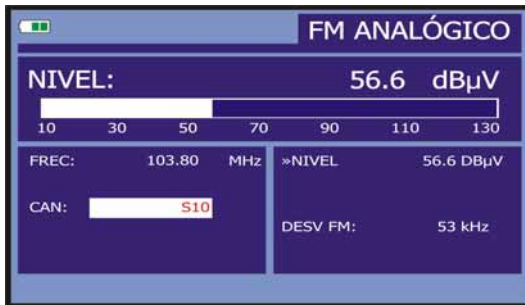 FM ANALÓGICO
NIVEL: 56.6 dBµV
10 30 50 70 90 110 130
FREC: 103.80 MHz
CAN: S10
»NIVEL 56.6 DBµV
DESV FM: 53 kHz